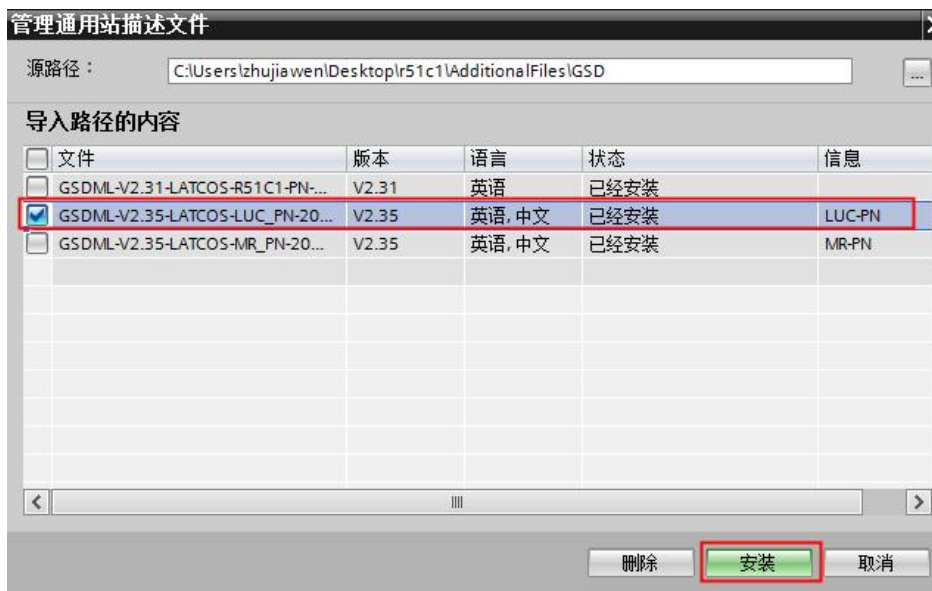 管理通用站描述文件
源路径： C:\Users\zhujiawen\Desktop\r51c1\AdditionalFiles\GSD ...
导入路径的内容
文件 版本 语言 状态 信息
GSDML-V2.31-LATCOS-R51C1-PN-... V2.31 英语 已经安装
GSDML-V2.35-LATCOS-LUC_PN-20... V2.35 英语, 中文 已经安装 LUC-PN
GSDML-V2.35-LATCOS-MR_PN-20... V2.35 英语, 中文 已经安装 MR-PN
删除 安装 取消